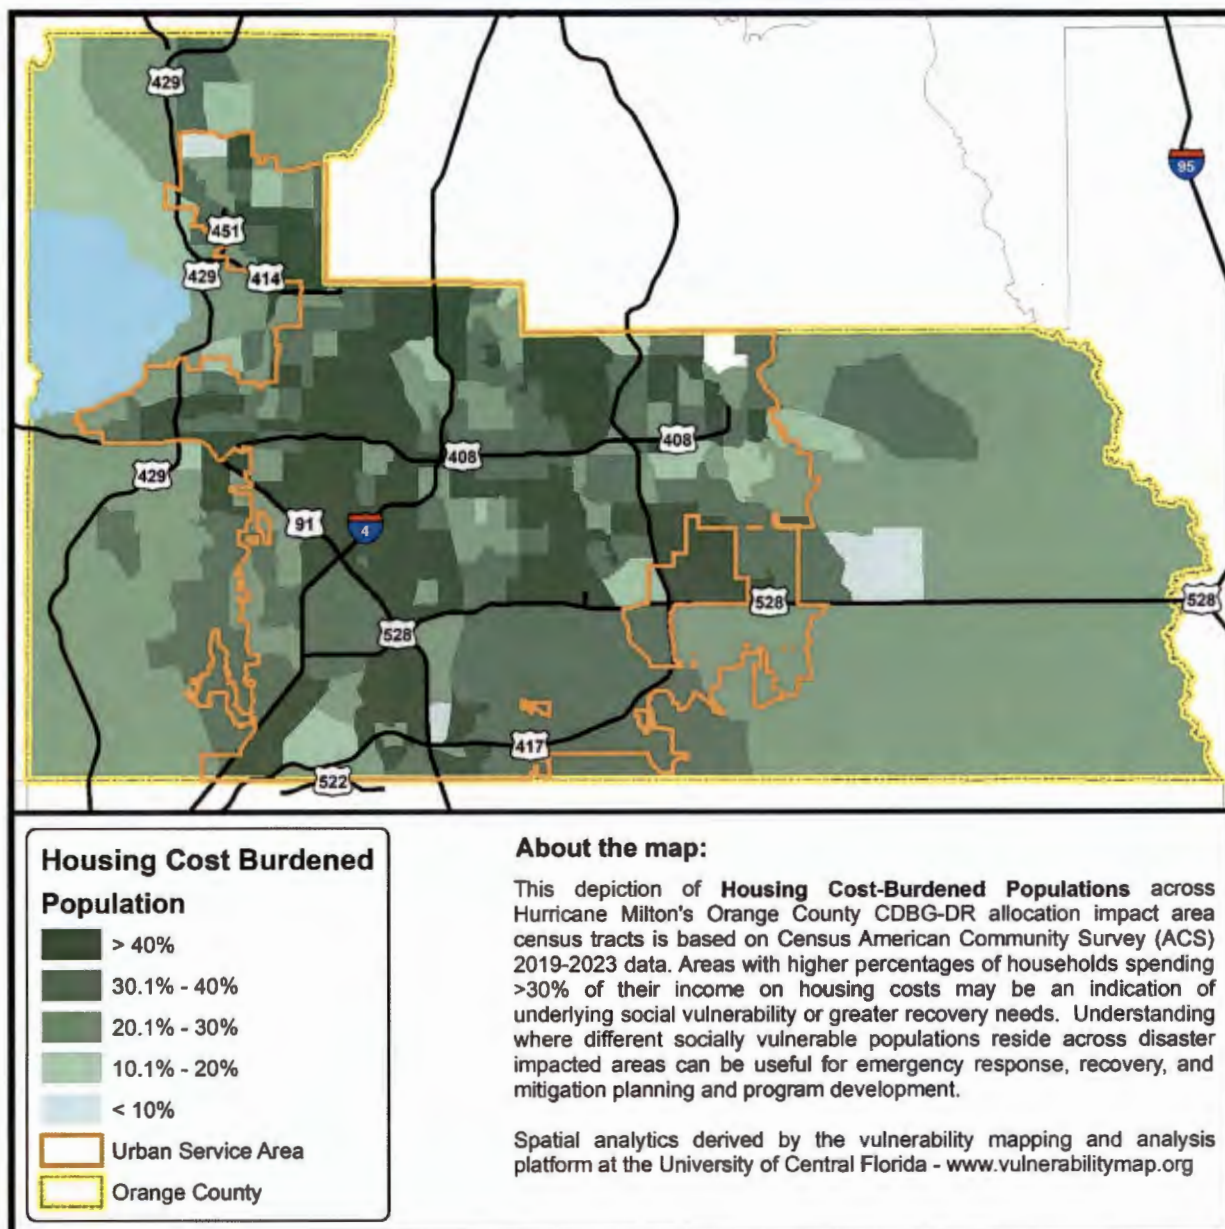 429
95
451
429
414
408
408
429
91
4
528
528
528
417
522
Housing Cost Burdened
Population
> 40%
30.1% - 40%
20.1% - 30%
10.1% - 20%
< 10%
Urban Service Area
Orange County
About the map:
This depiction of Housing Cost-Burdened Populations across
Hurricane Milton's Orange County CDBG-DR allocation impact area
census tracts is based on Census American Community Survey (ACS)
2019-2023 data. Areas with higher percentages of households spending
>30% of their income on housing costs may be an indication of
underlying social vulnerability or greater recovery needs. Understanding
where different socially vulnerable populations reside across disaster
impacted areas can be useful for emergency response, recovery, and
mitigation planning and program development.
Spatial analytics derived by the vulnerability mapping and analysis
platform at the University of Central Florida - www.vulnerabilitymap.org